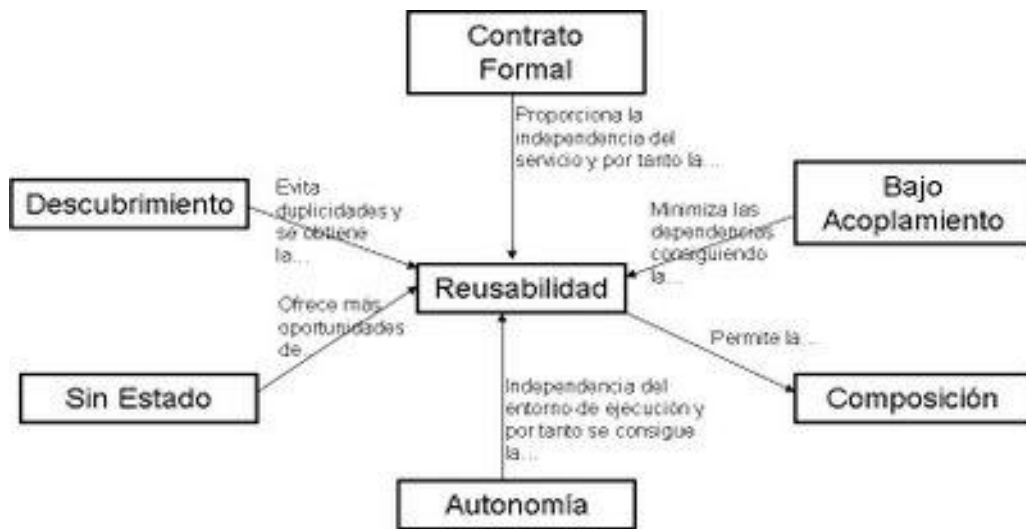 Contrato
Formal
Proporciona la
independencia del
servicio y por tanto la...
Descubrimiento
Evita
duplicidades y
se obtiene
la...
Bajo
Acoplamiento
Minimiza las
dependencias
consiguiendo
la...
Reusabilidad
Ofrece más
oportunidades
de...
Permite la...
Sin Estado
Independencia del
entorno de ejecución y
por tanto se consigue
la...
Composición
Autonomía